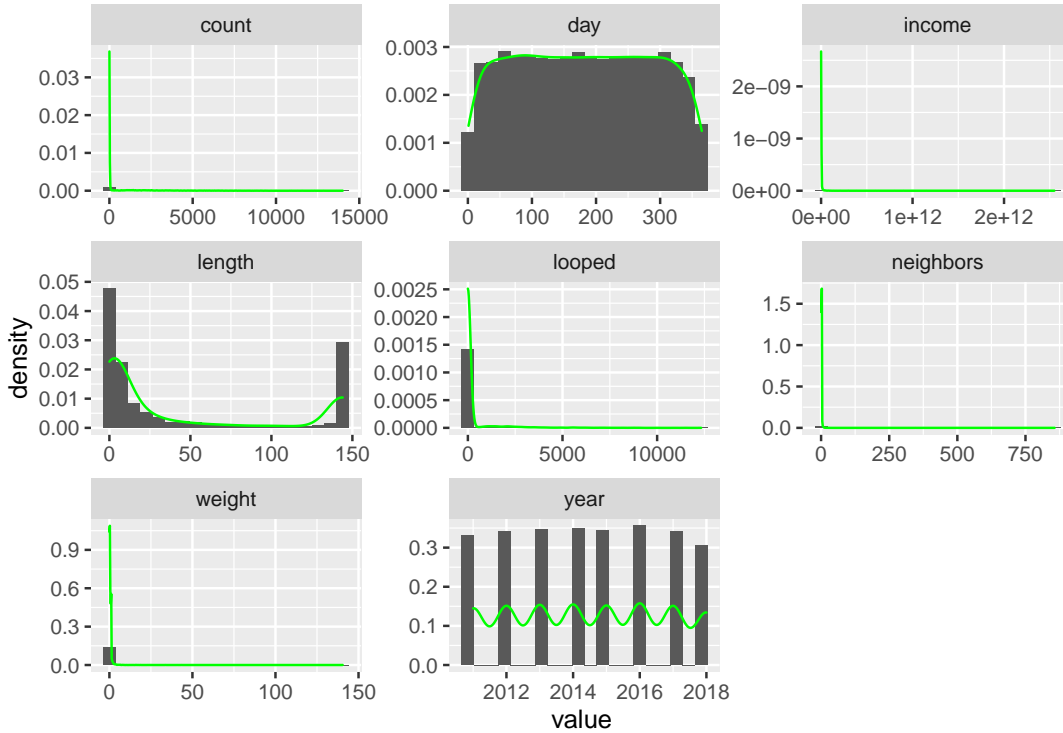 count
day
income
0.03
0.02
0.01
0.00
0 5000 10000 15000
0.003
0.002
0.001
0.000
0 100 200 300
2e−09
1e−09
0e+00
0e+00 1e+12 2e+12
length
looped
neighbors
0.05
0.04
0.03
0.02
0.01
0.00
0 50 100 150
0.0025
0.0020
0.0015
0.0010
0.0005
0.0000
0 5000 10000
1.5
1.0
0.5
0.0
0 250 500 750
weight
year
0.9
0.6
0.3
0.0
0 50 100 150
0.3
0.2
0.1
0.0
2012 2014 2016 2018
density
value